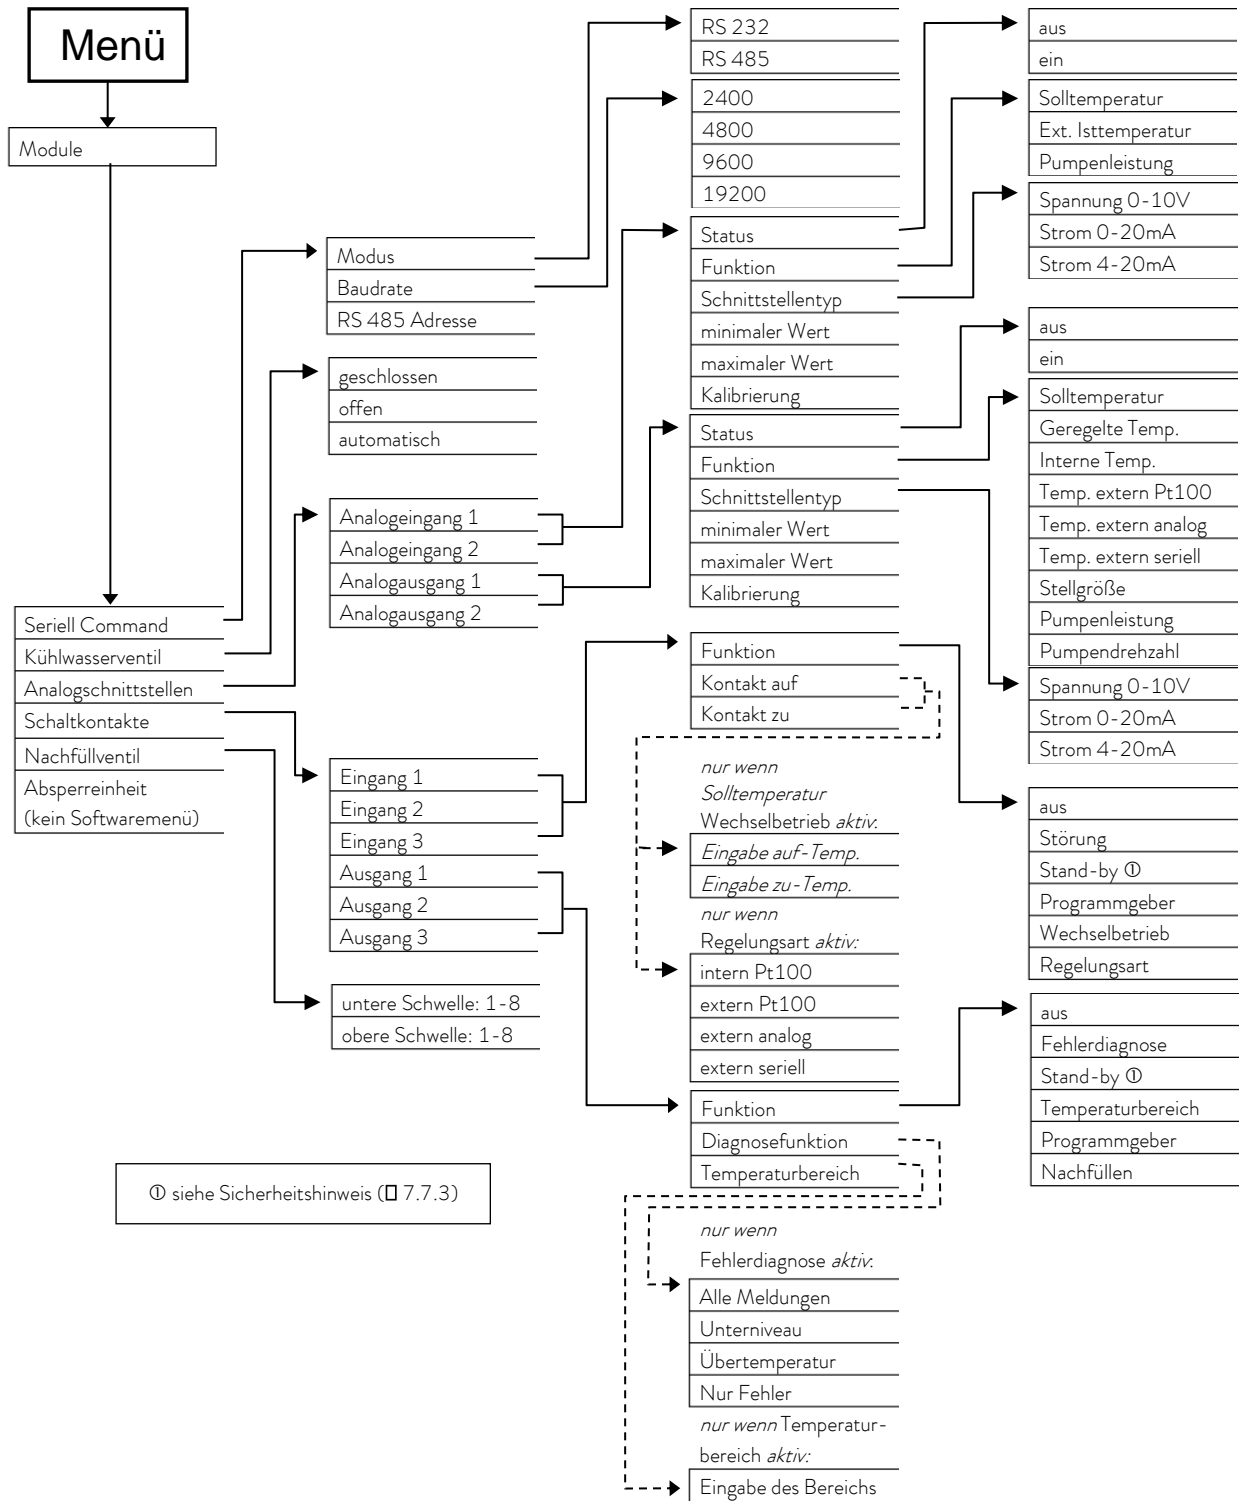 Menü
Module
Seriell Command
Kühlwasserventil
Analogschnittstellen
Schaltkontakte
Nachfüllventil
Absperreinheit
(kein Softwaremenü)
Modus
Baudrate
RS 485 Adresse
geschlossen
offen
automatisch
Analogeingang 1
Analogeingang 2
Analogausgang 1
Analogausgang 2
Eingang 1
Eingang 2
Eingang 3
Ausgang 1
Ausgang 2
Ausgang 3
untere Schwelle: 1-8
obere Schwelle: 1-8
RS 232
RS 485
2400
4800
9600
19200
Status
Funktion
Schnittstellentyp
minimaler Wert
maximaler Wert
Kalibrierung
Status
Funktion
Schnittstellentyp
minimaler Wert
maximaler Wert
Kalibrierung
Funktion
Kontakt auf
Kontakt zu
nur wenn
Solltemperatur
Wechselbetrieb aktiv:
Eingabe auf-Temp.
Eingabe zu-Temp.
nur wenn
Regelungsart aktiv:
intern Pt100
extern Pt100
extern analog
extern seriell
Funktion
Diagnosefunktion
Temperaturbereich
nur wenn
Fehlerdiagnose aktiv:
Alle Meldungen
Unterniveau
Übertemperatur
Nur Fehler
nur wenn Temperatur-
bereich aktiv:
Eingabe des Bereichs
aus
ein
Solltemperatur
Ext. Isttemperatur
Pumpenleistung
Spannung 0-10V
Strom 0-20mA
Strom 4-20mA
aus
ein
Solltemperatur
Geregelte Temp.
Interne Temp.
Temp. extern Pt100
Temp. extern analog
Temp. extern seriell
Stellgröße
Pumpenleistung
Pumpendrehzahl
Spannung 0-10V
Strom 0-20mA
Strom 4-20mA
aus
Störung
Stand-by ①
Programmgeber
Wechselbetrieb
Regelungsart
aus
Fehlerdiagnose
Stand-by ①
Temperaturbereich
Programmgeber
Nachfüllen
① siehe Sicherheitshinweis (▯ 7.7.3)